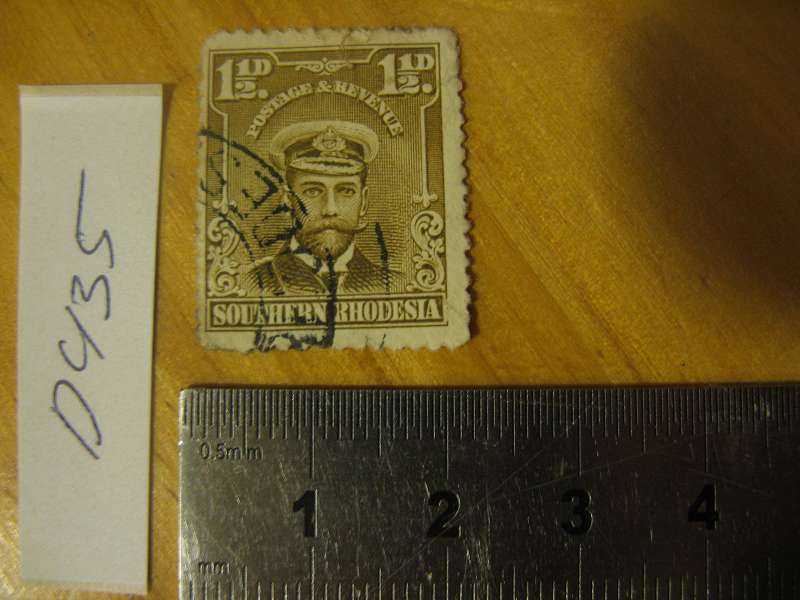 1½D. 1½D.
POSTAGE & REVENUE
SOUTHERN RHODESIA
D435
0.5mm
1 2 3 4
mm